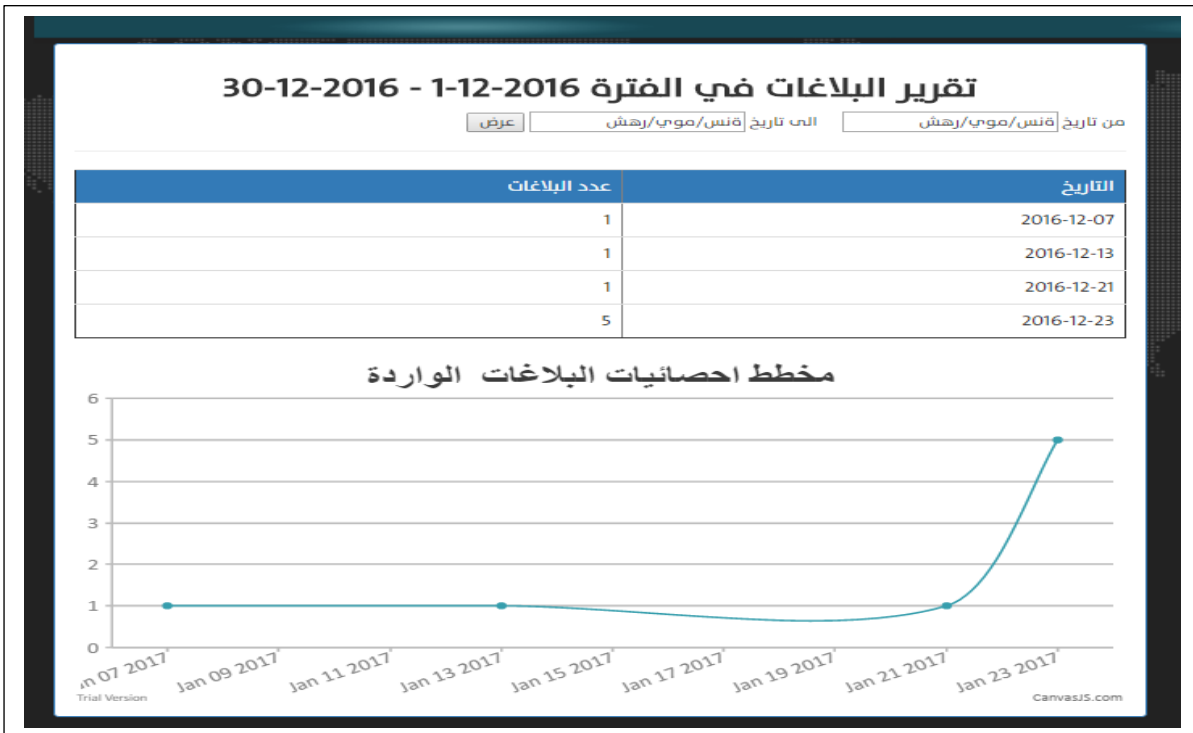 تقرير البلاغات في الفترة 2016-12-1 - 2016-12-30
من تاريخ ةنس/موي/رهش الى تاريخ ةنس/موي/رهش عرض
التاريخ عدد البلاغات
2016-12-07 1
2016-12-13 1
2016-12-21 1
2016-12-23 5
مخطط احصائيات البلاغات الواردة
6
5
4
3
2
1
0
n 07 2017 Jan 09 2017 Jan 11 2017 Jan 13 2017 Jan 15 2017 Jan 17 2017 Jan 19 2017 Jan 21 2017 Jan 23 2017
Trial Version CanvasJS.com